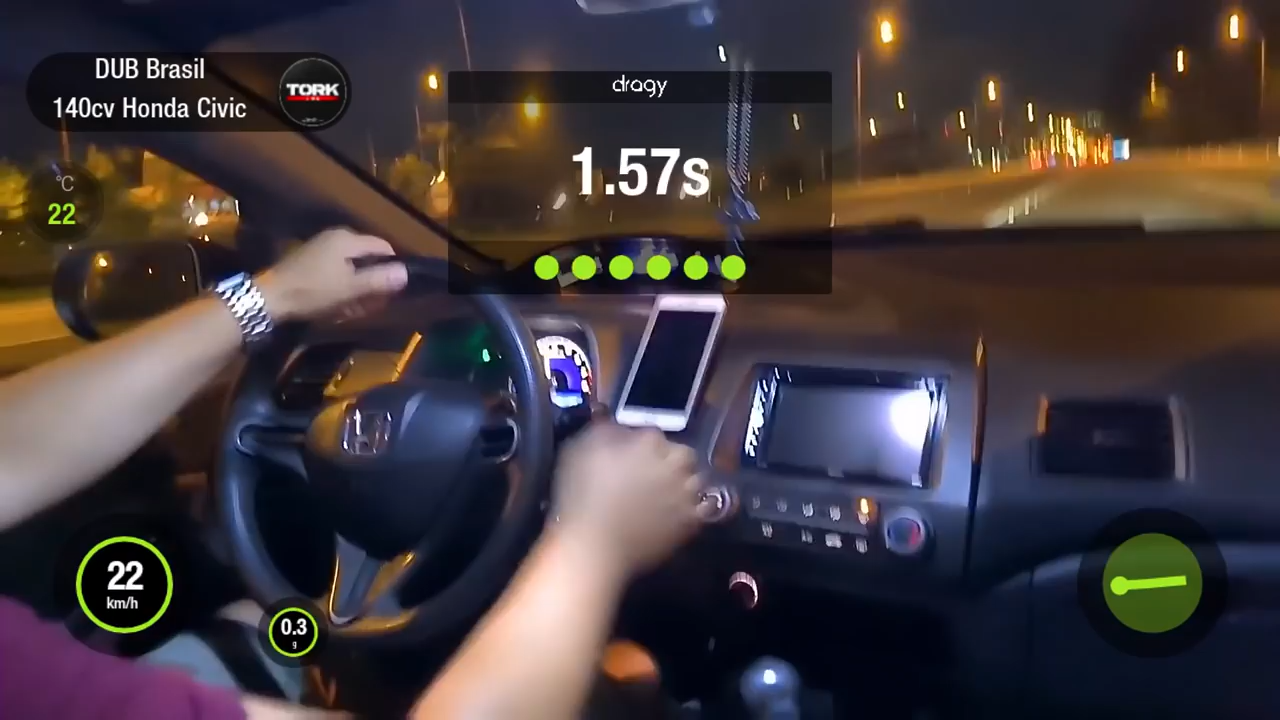 DUB Brasil
140cv Honda Civic
TORK
dragy
1.57s
°C
22
22
km/h
0.3
g